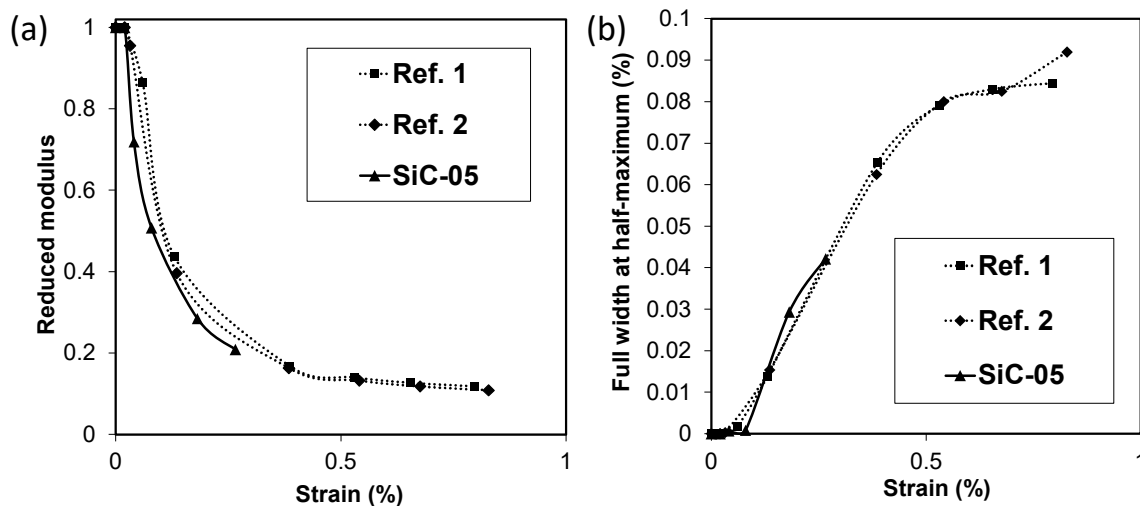 (a)
Reduced modulus
1
0.8
0.6
0.4
0.2
0
0
0.5
1
Strain (%)
Ref. 1
Ref. 2
SiC-05
(b)
Full width at half-maximum (%)
0.1
0.09
0.08
0.07
0.06
0.05
0.04
0.03
0.02
0.01
0
0
0.5
1
Strain (%)
Ref. 1
Ref. 2
SiC-05